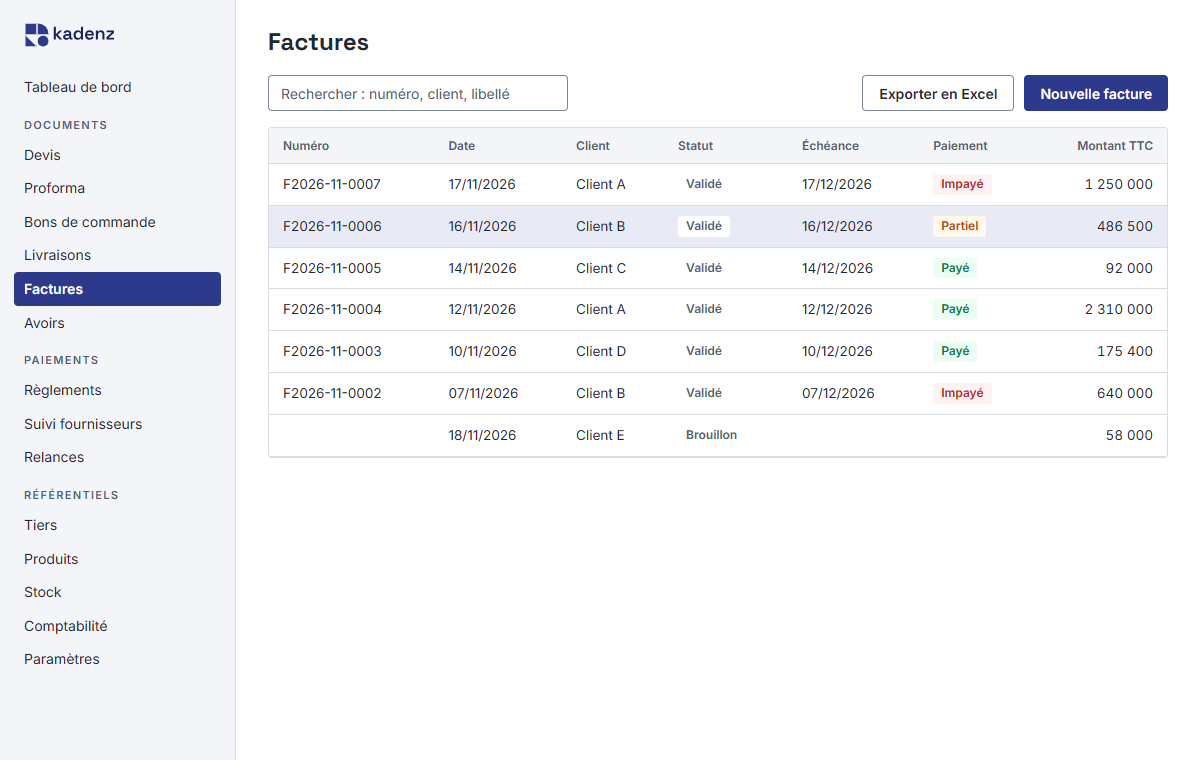 kadenz
Tableau de bord
DOCUMENTS
Devis
Proforma
Bons de commande
Livraisons
Factures
Avoirs
PAIEMENTS
Règlements
Suivi fournisseurs
Relances
RÉFÉRENTIELS
Tiers
Produits
Stock
Comptabilité
Paramètres
Factures
Rechercher : numéro, client, libellé
Exporter en Excel
Nouvelle facture
Numéro Date Client Statut Échéance Paiement Montant TTC
F2026-11-0007 17/11/2026 Client A Validé 17/12/2026 Impayé 1 250 000
F2026-11-0006 16/11/2026 Client B Validé 16/12/2026 Partiel 486 500
F2026-11-0005 14/11/2026 Client C Validé 14/12/2026 Payé 92 000
F2026-11-0004 12/11/2026 Client A Validé 12/12/2026 Payé 2 310 000
F2026-11-0003 10/11/2026 Client D Validé 10/12/2026 Payé 175 400
F2026-11-0002 07/11/2026 Client B Validé 07/12/2026 Impayé 640 000
18/11/2026 Client E Brouillon 58 000